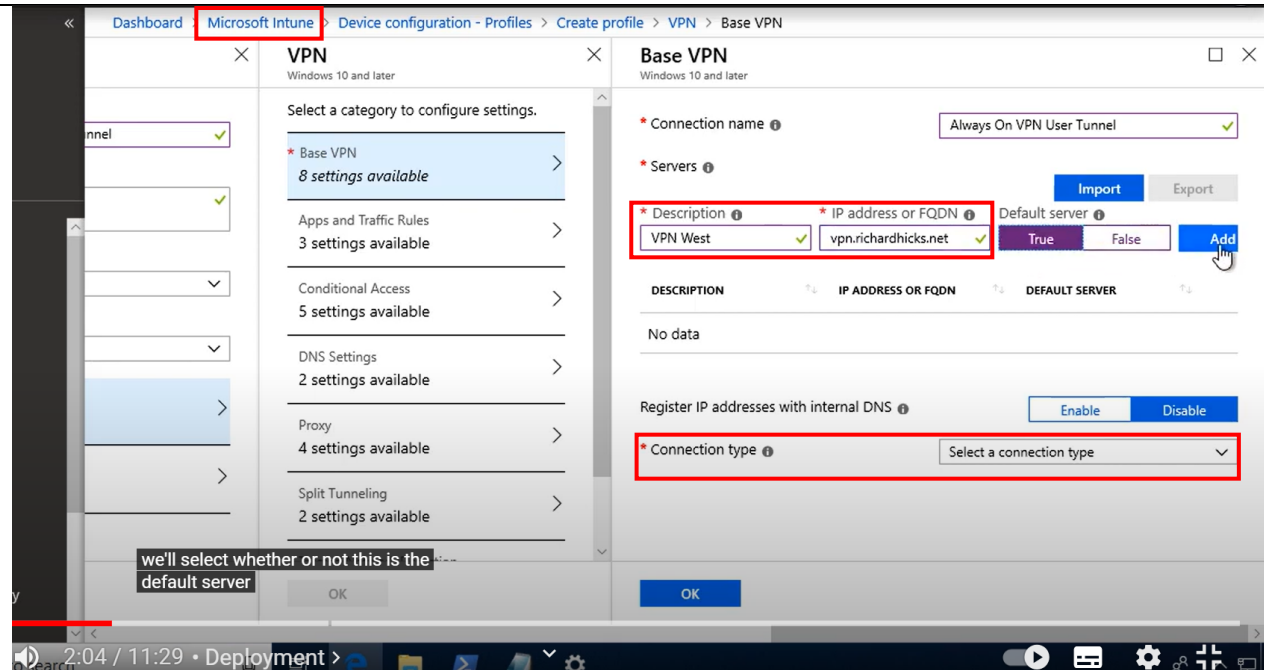 «
Dashboard > Microsoft Intune > Device configuration - Profiles > Create profile > VPN > Base VPN
VPN
Windows 10 and later
Select a category to configure settings.
* Base VPN
8 settings available
Apps and Traffic Rules
3 settings available
Conditional Access
5 settings available
DNS Settings
2 settings available
Proxy
4 settings available
Split Tunneling
2 settings available
OK
Base VPN
Windows 10 and later
* Connection name
Always On VPN User Tunnel
* Servers
Import Export
* Description * IP address or FQDN Default server
VPN West vpn.richardhicks.net True False Add
DESCRIPTION IP ADDRESS OR FQDN DEFAULT SERVER
No data
Register IP addresses with internal DNS Enable Disable
* Connection type Select a connection type
OK
we'll select whether or not this is the
default server
2:04 / 11:29 • Deployment >